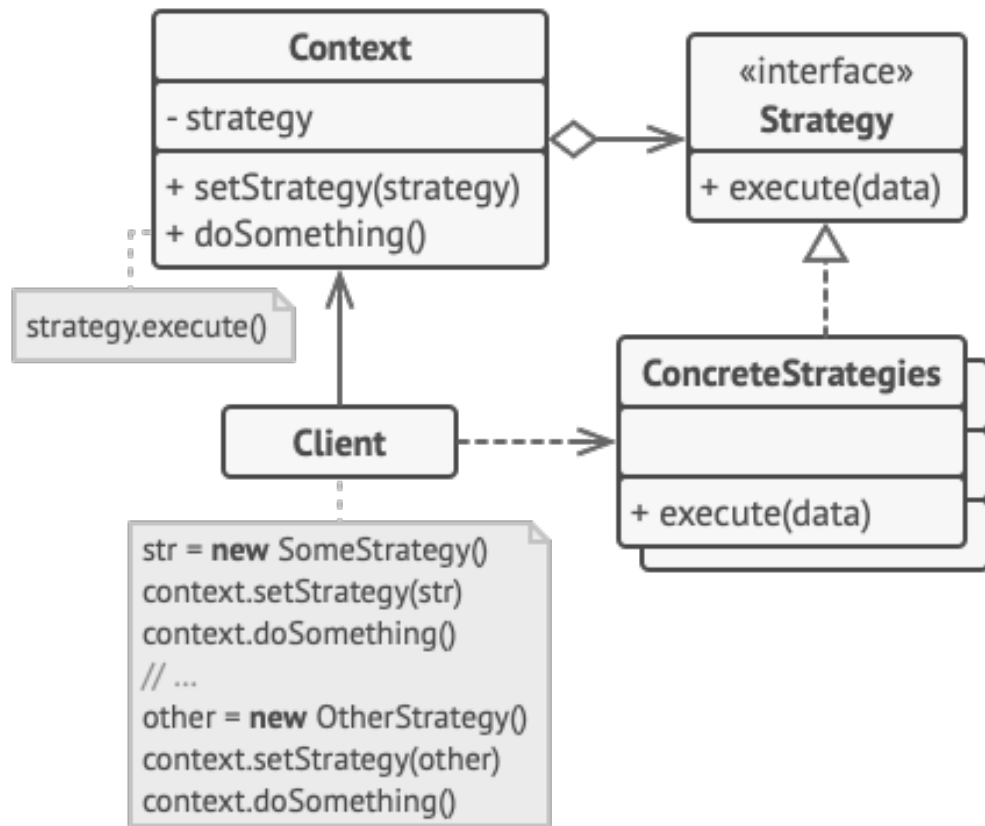 Context
- strategy
+ setStrategy(strategy)
+ doSomething()
strategy.execute()
«interface»
Strategy
+ execute(data)
ConcreteStrategies
+ execute(data)
Client
str = new SomeStrategy()
context.setStrategy(str)
context.doSomething()
// ...
other = new OtherStrategy()
context.setStrategy(other)
context.doSomething()